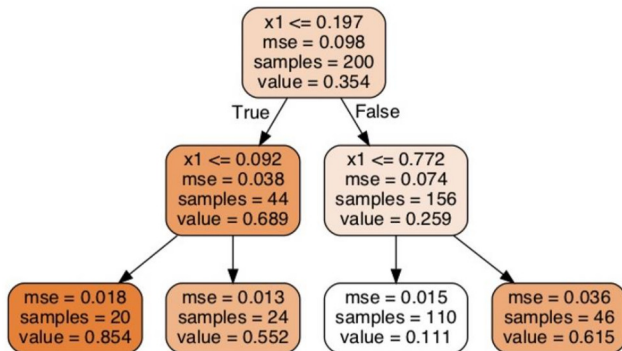 x1 <= 0.197
mse = 0.098
samples = 200
value = 0.354
True
False
x1 <= 0.092
mse = 0.038
samples = 44
value = 0.689
x1 <= 0.772
mse = 0.074
samples = 156
value = 0.259
mse = 0.018
samples = 20
value = 0.854
mse = 0.013
samples = 24
value = 0.552
mse = 0.015
samples = 110
value = 0.111
mse = 0.036
samples = 46
value = 0.615